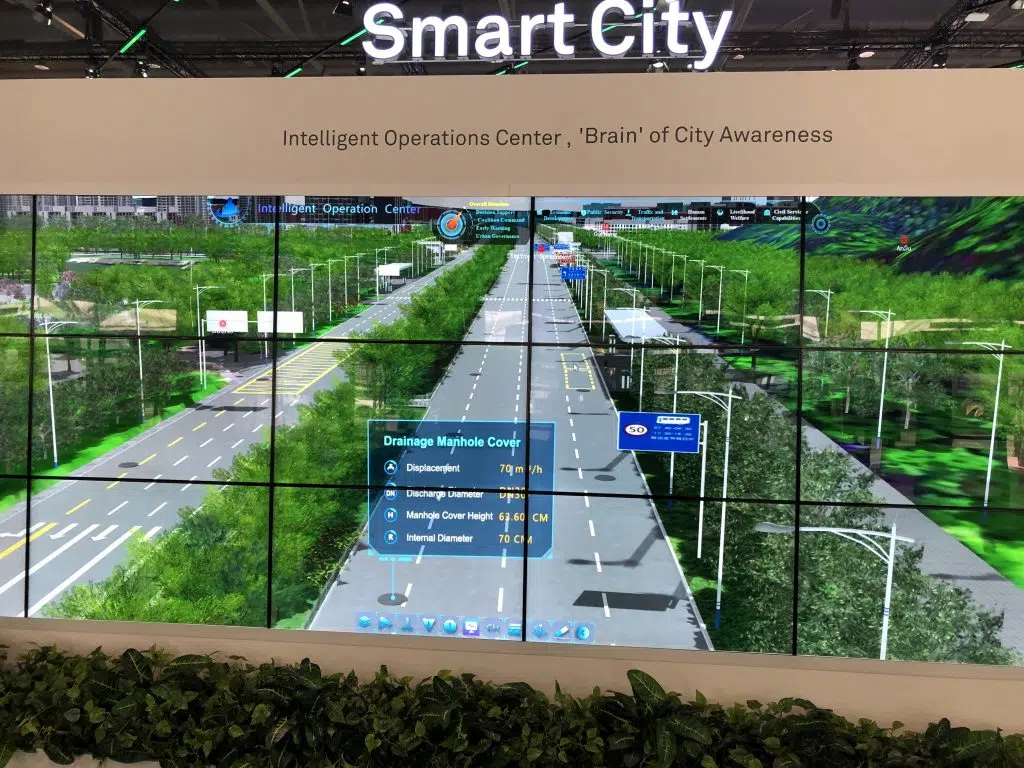 Smart City
Intelligent Operations Center , 'Brain' of City Awareness
Intelligent Operation Center
Overall Situation
Decision Support
Coalition Command
Early-Warning
Urban Governance
Economic Development
Public Security
Traffic and Transportation
Human Settlements
Livelihood Welfare
Civil Service Capabilities
50
Drainage Manhole Cover
Displacement 70 m³/h
DN Discharge Diameter DN30
H Manhole Cover Height 63.60 CM
R Internal Diameter 70 CM